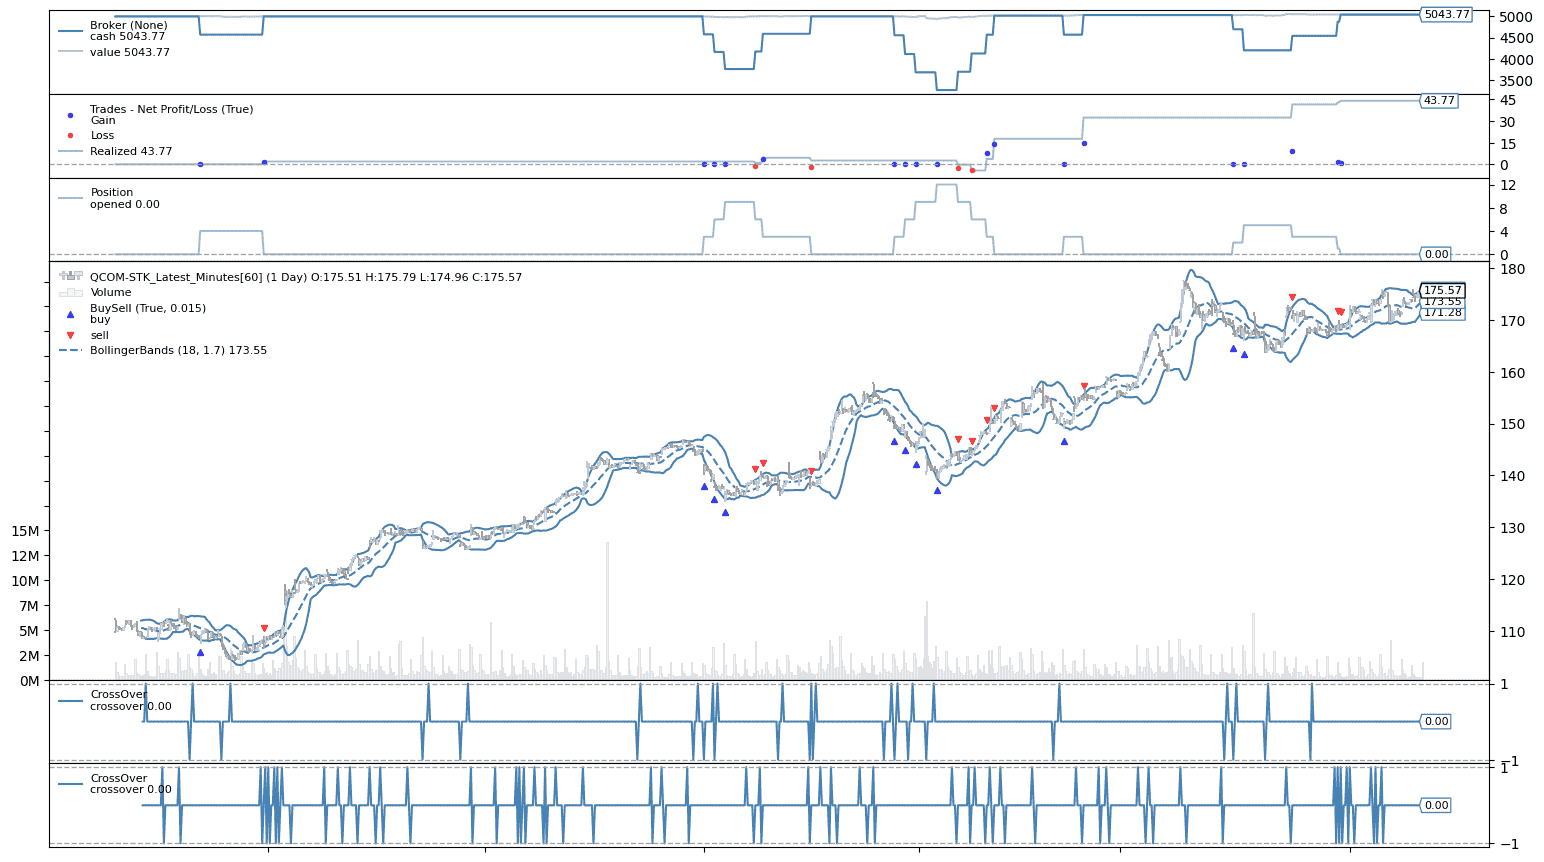 Broker (None)
cash 5043.77
value 5043.77
5043.77
5000
4500
4000
3500
Trades - Net Profit/Loss (True)
Gain
Loss
Realized 43.77
43.77
45
30
15
0
Position
opened 0.00
12
8
4
0.00
0
QCOM-STK_Latest_Minutes[60] (1 Day) O:175.51 H:175.79 L:174.96 C:175.57
Volume
BuySell (True, 0.015)
buy
sell
BollingerBands (18, 1.7) 173.55
180
175.57
173.55
171.28
170
160
150
140
130
120
110
15M
12M
10M
7M
5M
2M
0M
CrossOver
crossover 0.00
1
0.00
−1
CrossOver
crossover 0.00
1
0.00
−1